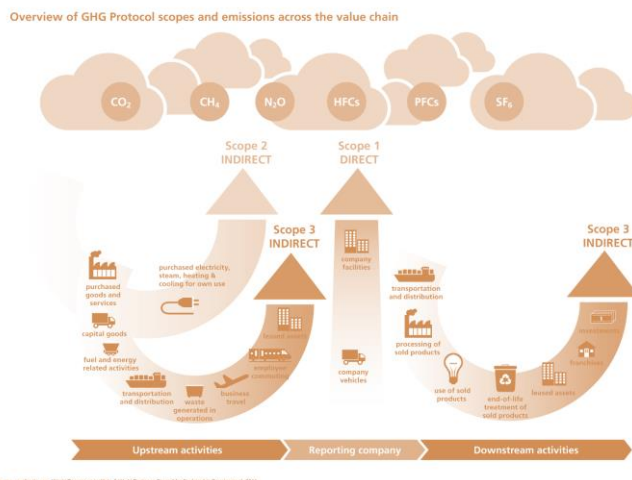 Overview of GHG Protocol scopes and emissions across the value chain
CO2
CH4
N2O
HFCs
PFCs
SF6
Scope 2
INDIRECT
Scope 1
DIRECT
Scope 3
INDIRECT
Scope 3
INDIRECT
purchased
goods and
services
capital goods
fuel and energy
related activities
transportation
and distribution
waste
generated in
operations
business
travel
employee
commuting
leased assets
purchased electricity,
steam, heating &
cooling for own use
company
facilities
company
vehicles
transportation
and distribution
processing of
sold products
use of sold
products
end-of-life
treatment of
sold products
leased assets
franchises
investments
Upstream activities
Reporting company
Downstream activities